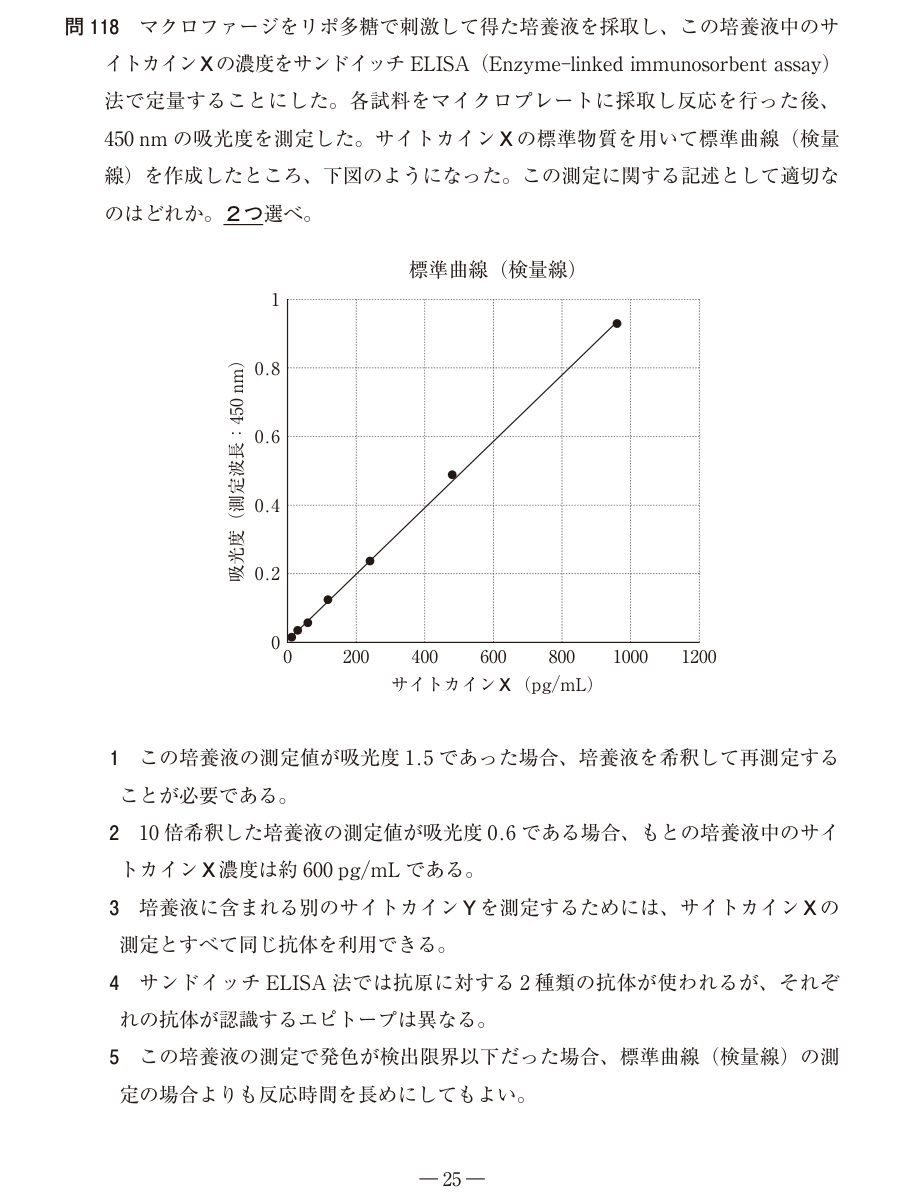 問 118 マクロファージをリポ多糖で刺激して得た培養液を採取し、この培養液中のサ
イトカインXの濃度をサンドイッチ ELISA（Enzyme-linked immunosorbent assay）
法で定量することにした。各試料をマイクロプレートに採取し反応を行った後、
450 nm の吸光度を測定した。サイトカインXの標準物質を用いて標準曲線（検量
線）を作成したところ、下図のようになった。この測定に関する記述として適切な
のはどれか。2つ選べ。
標準曲線（検量線）
吸光度（測定波長：450 nm）
1
0.8
0.6
0.4
0.2
0
0 200 400 600 800 1000 1200
サイトカインX（pg/mL）
1 この培養液の測定値が吸光度 1.5 であった場合、培養液を希釈して再測定する
ことが必要である。
2 10 倍希釈した培養液の測定値が吸光度 0.6 である場合、もとの培養液中のサイ
トカインX濃度は約 600 pg/mL である。
3 培養液に含まれる別のサイトカインYを測定するためには、サイトカインXの
測定とすべて同じ抗体を利用できる。
4 サンドイッチ ELISA 法では抗原に対する 2 種類の抗体が使われるが、それぞ
れの抗体が認識するエピトープは異なる。
5 この培養液の測定で発色が検出限界以下だった場合、標準曲線（検量線）の測
定の場合よりも反応時間を長めにしてもよい。
— 25 —